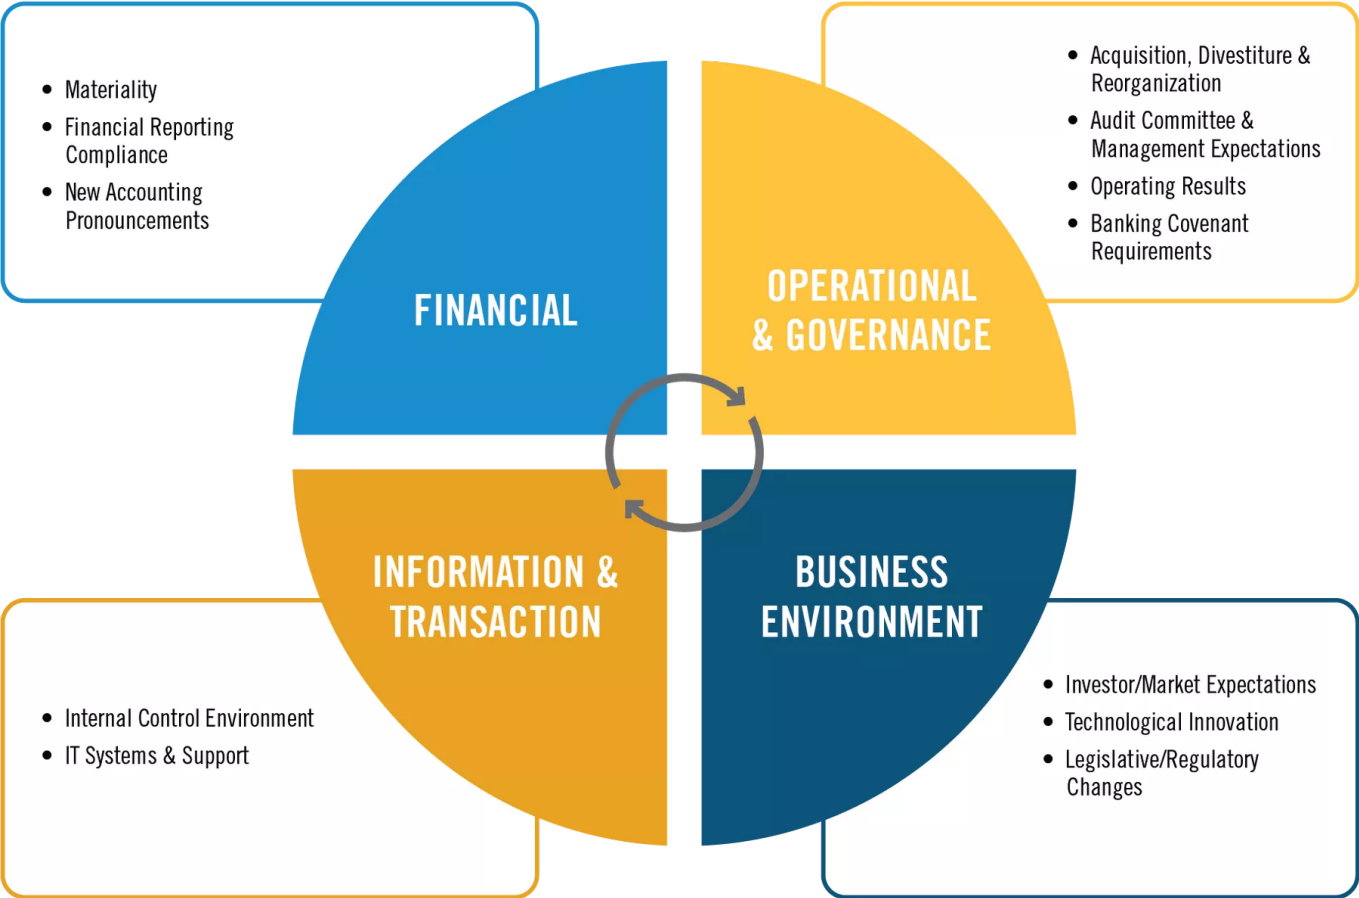 • Materiality
• Financial Reporting
Compliance
• New Accounting
Pronouncements
FINANCIAL
• Acquisition, Divestiture &
Reorganization
• Audit Committee &
Management Expectations
• Operating Results
• Banking Covenant
Requirements
OPERATIONAL
& GOVERNANCE
INFORMATION &
TRANSACTION
• Internal Control Environment
• IT Systems & Support
BUSINESS
ENVIRONMENT
• Investor/Market Expectations
• Technological Innovation
• Legislative/Regulatory
Changes